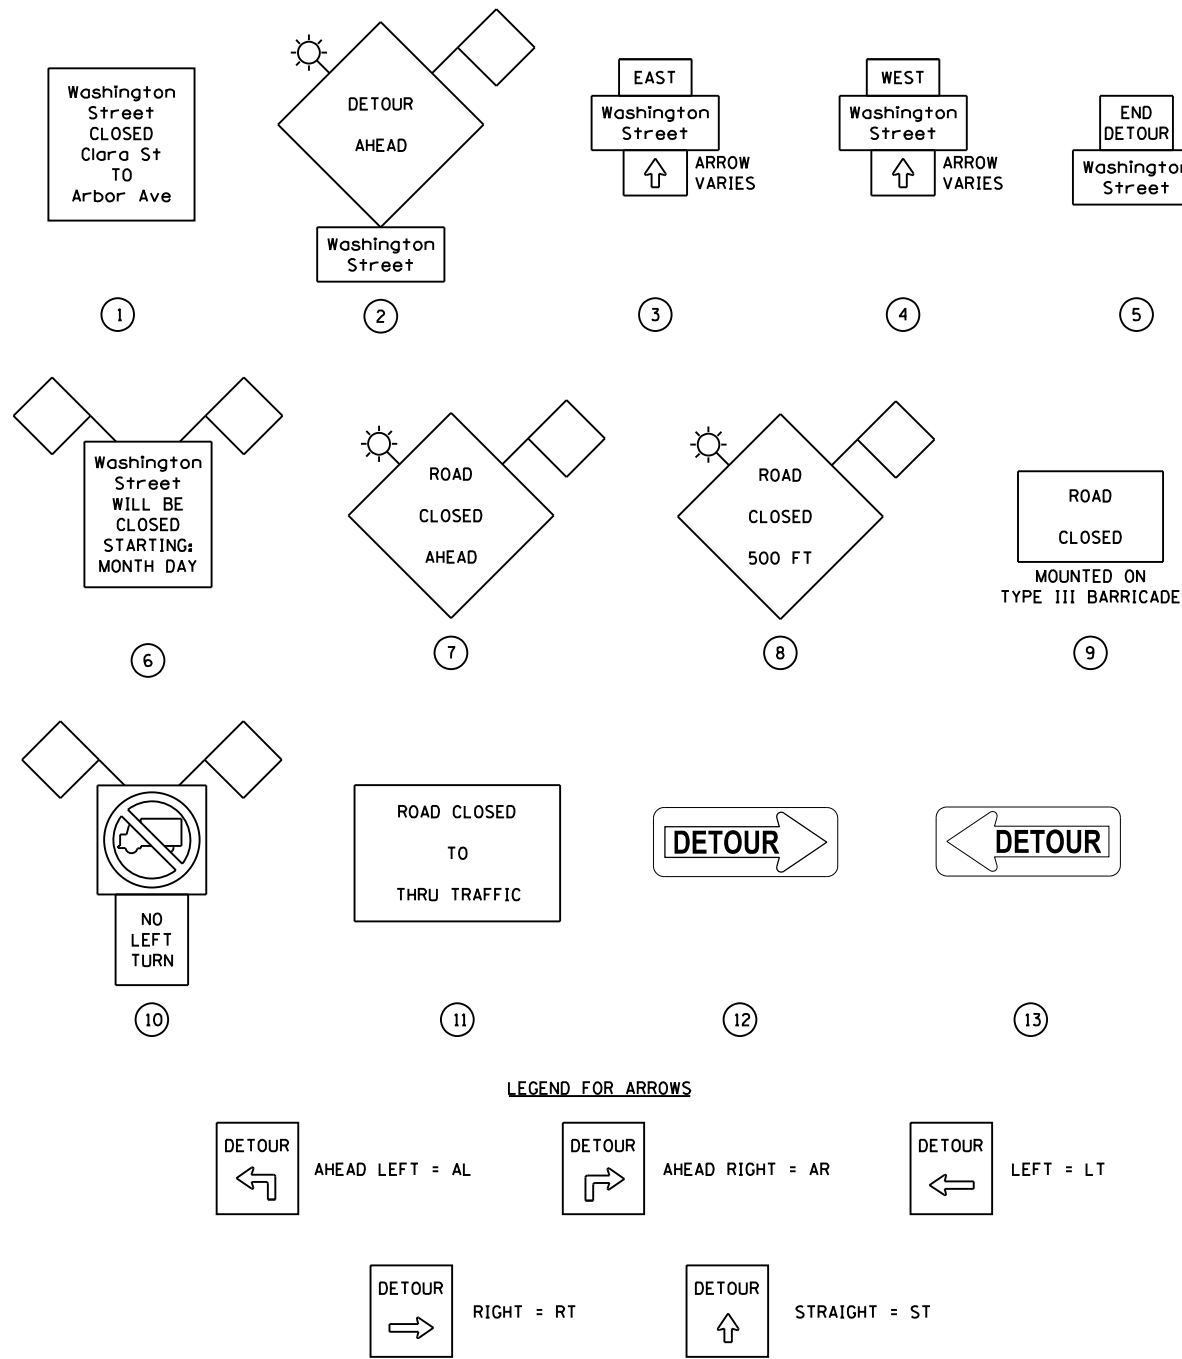 Washington
Street
CLOSED
Clara St
TO
Arbor Ave
1
DETOUR
AHEAD
Washington
Street
2
EAST
Washington
Street
ARROW
VARIES
3
WEST
Washington
Street
ARROW
VARIES
4
END
DETOUR
Washington
Street
5
Washington
Street
WILL BE
CLOSED
STARTING:
MONTH DAY
6
ROAD
CLOSED
AHEAD
7
ROAD
CLOSED
500 FT
8
ROAD
CLOSED
MOUNTED ON
TYPE III BARRICADE
9
NO
LEFT
TURN
10
ROAD CLOSED
TO
THRU TRAFFIC
11
DETOUR
12
DETOUR
13
LEGEND FOR ARROWS
DETOUR
AHEAD LEFT = AL
DETOUR
AHEAD RIGHT = AR
DETOUR
LEFT = LT
DETOUR
RIGHT = RT
DETOUR
STRAIGHT = ST